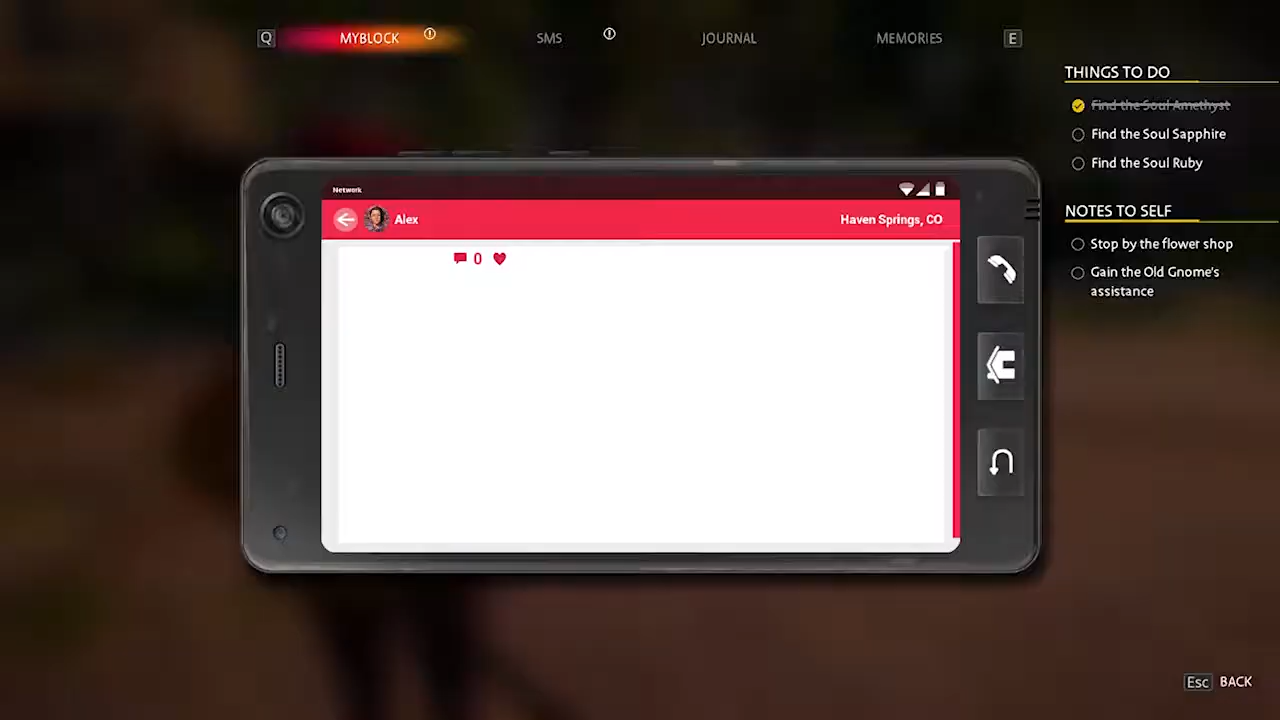 Q
MYBLOCK
SMS
JOURNAL
MEMORIES
E
THINGS TO DO
Find the Soul Amethyst
Find the Soul Sapphire
Find the Soul Ruby
NOTES TO SELF
Stop by the flower shop
Gain the Old Gnome's
assistance
Network
Alex
Haven Springs, CO
0
Esc BACK